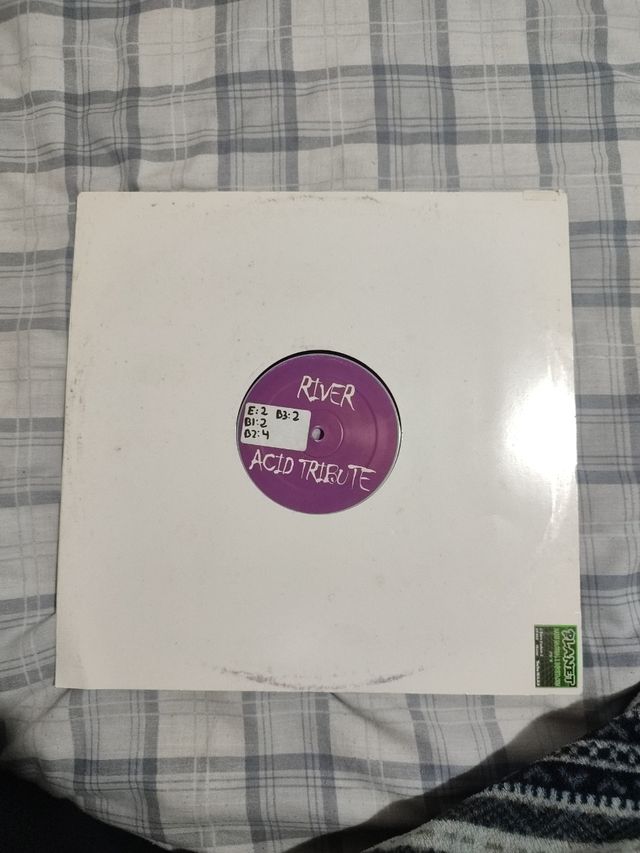 RIVER
E:2 B3:2
B1:2
B2:4
ACID TRIBUTE
PLANET